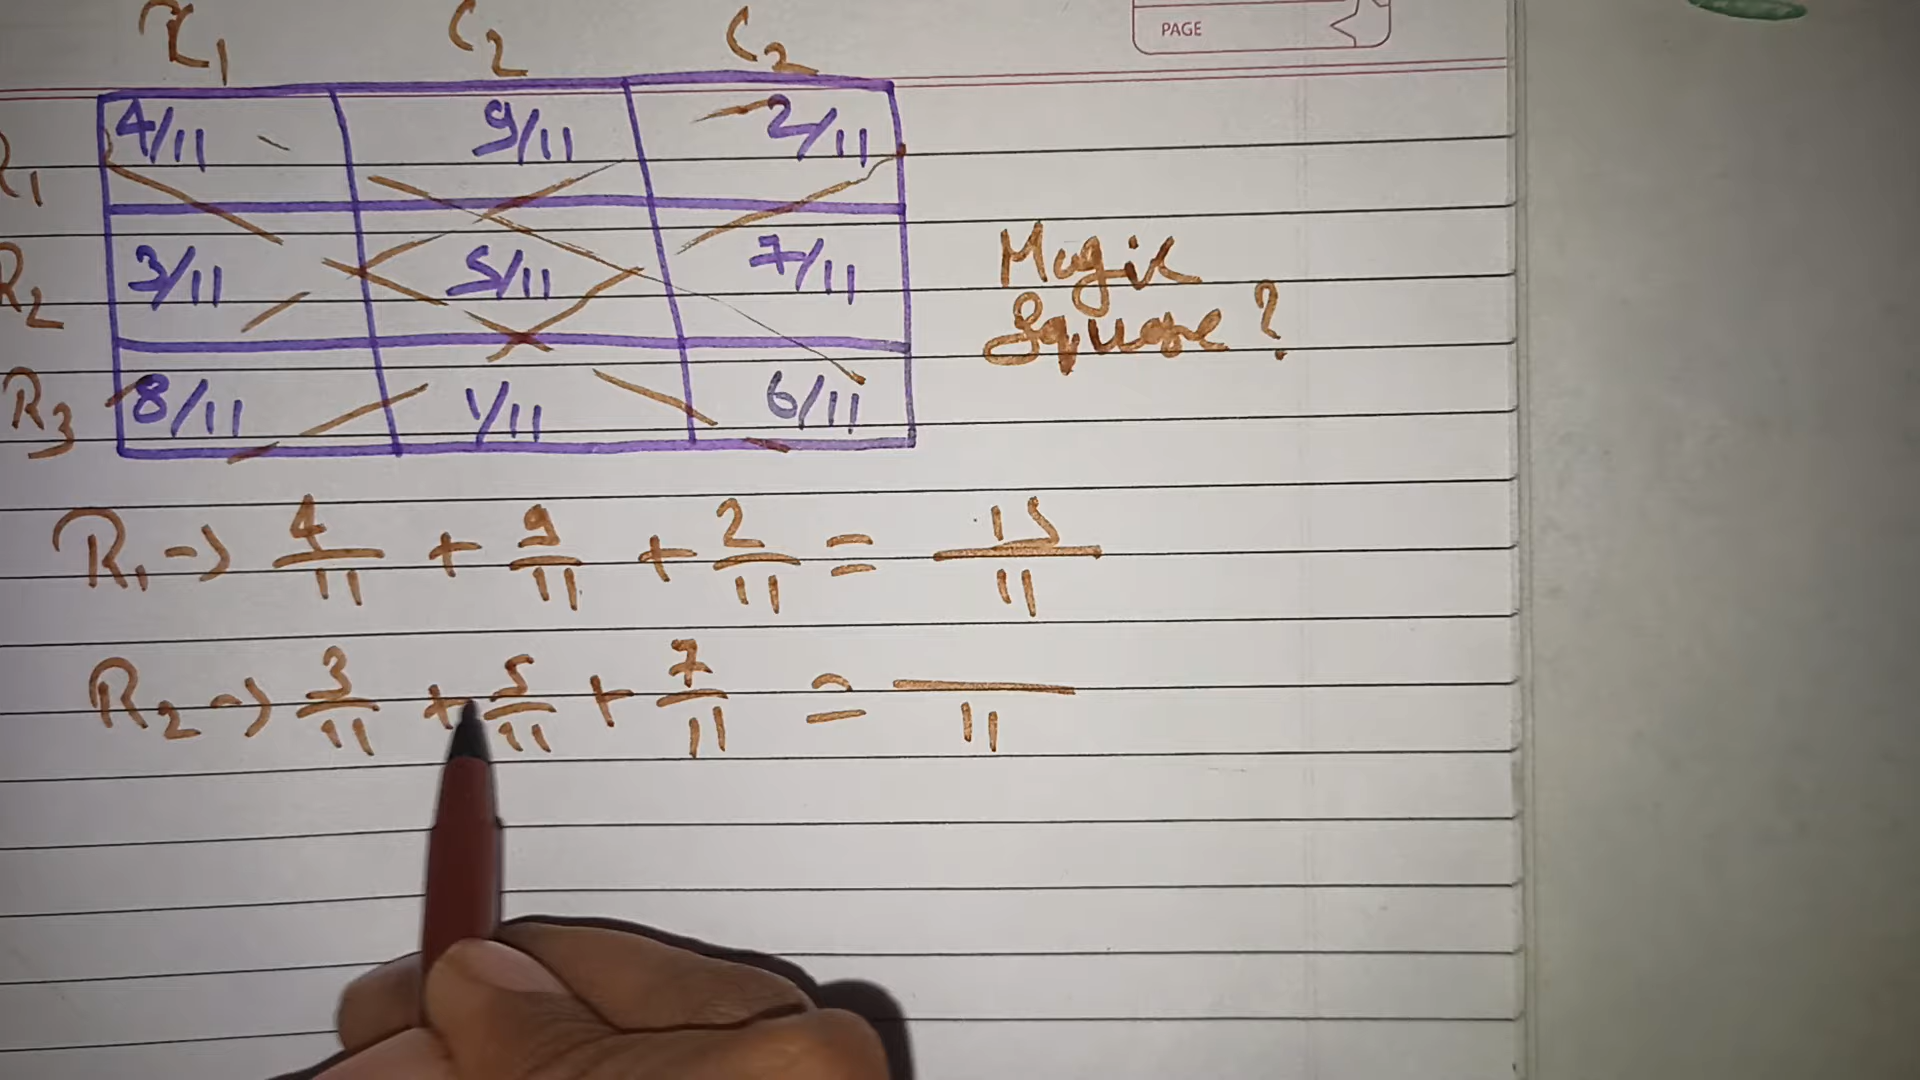 PAGE
C1 C2 C2
R1 4/11 9/11 2/11
R2 3/11 5/11 7/11
R3 8/11 1/11 6/11
Magic
Square?
R1 → 4/11 + 9/11 + 2/11 = 15/11
R2 → 3/11 + 5/11 + 7/11 = __/11